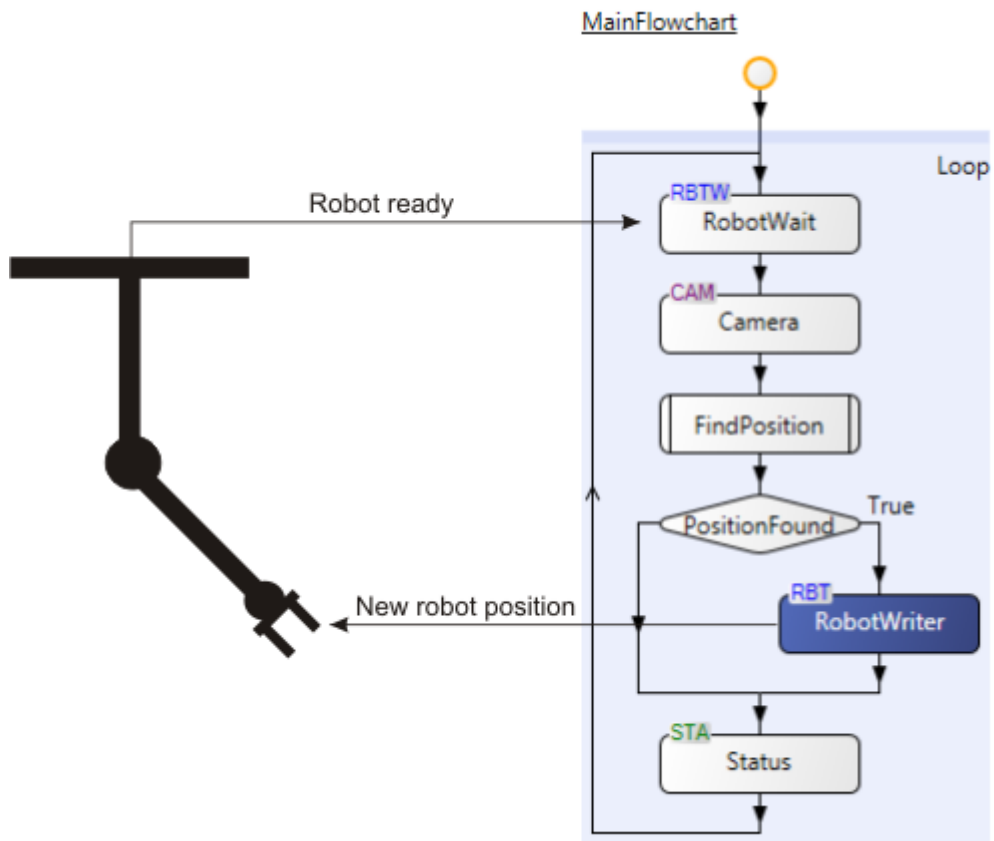 MainFlowchart
Loop
Robot ready
RBTW
RobotWait
CAM
Camera
FindPosition
PositionFound
True
RBT
RobotWriter
New robot position
STA
Status